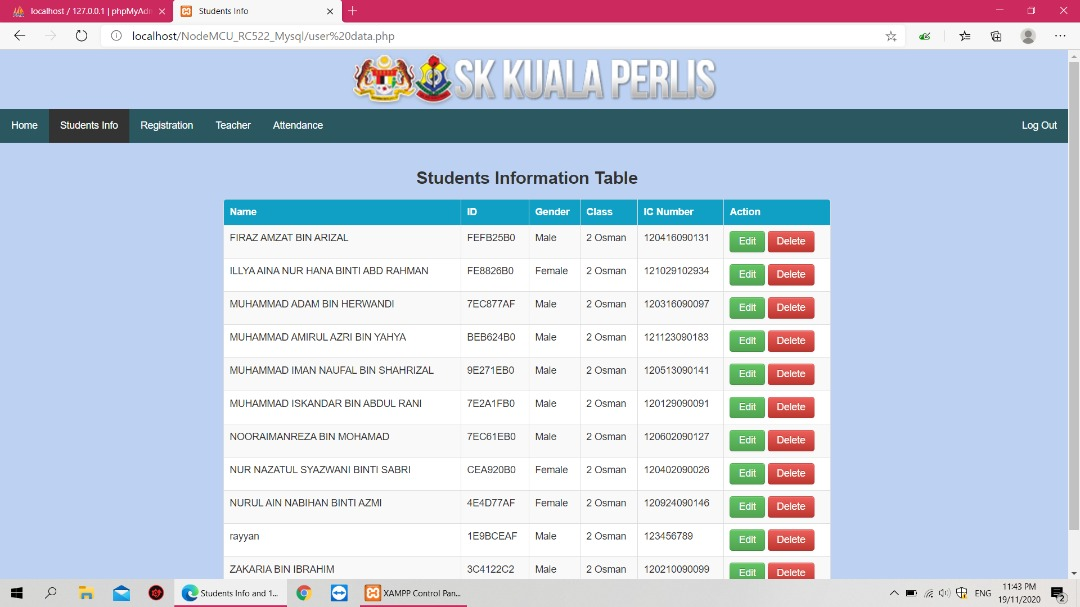 localhost / 127.0.0.1 | phpMyAdm
Students Info
localhost/NodeMCU_RC522_Mysql/user%20data.php
SK KUALA PERLIS
Home Students Info Registration Teacher Attendance Log Out
Students Information Table
Name ID Gender Class IC Number Action
FIRAZ AMZAT BIN ARIZAL FEFB25B0 Male 2 Osman 120416090131 Edit Delete
ILLYA AINA NUR HANA BINTI ABD RAHMAN FE8826B0 Female 2 Osman 121029102934 Edit Delete
MUHAMMAD ADAM BIN HERWANDI 7EC877AF Male 2 Osman 120316090097 Edit Delete
MUHAMMAD AMIRUL AZRI BIN YAHYA BEB624B0 Male 2 Osman 121123090183 Edit Delete
MUHAMMAD IMAN NAUFAL BIN SHAHRIZAL 9E271EB0 Male 2 Osman 120513090141 Edit Delete
MUHAMMAD ISKANDAR BIN ABDUL RANI 7E2A1FB0 Male 2 Osman 120129090091 Edit Delete
NOORAIMANREZA BIN MOHAMAD 7EC61EB0 Male 2 Osman 120602090127 Edit Delete
NUR NAZATUL SYAZWANI BINTI SABRI CEA920B0 Female 2 Osman 120402090026 Edit Delete
NURUL AIN NABIHAN BINTI AZMI 4E4D77AF Female 2 Osman 120924090146 Edit Delete
rayyan 1E9BCEAF Male 2 Osman 123456789 Edit Delete
ZAKARIA BIN IBRAHIM 3C4122C2 Male 2 Osman 120210090099 Edit Delete
Students Info and 1... XAMPP Control Pan... ENG 11:43 PM
19/11/2020 2